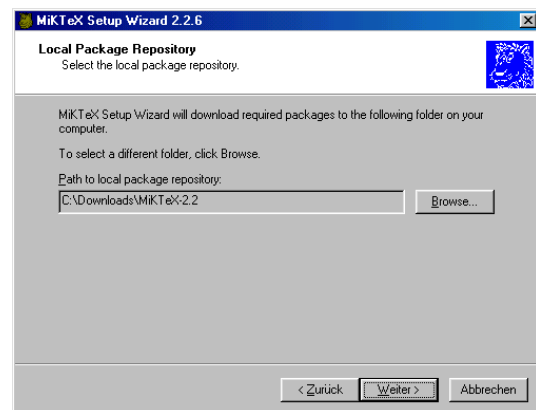 MiKTeX Setup Wizard 2.2.6
Local Package Repository
Select the local package repository.
MiKTeX Setup Wizard will download required packages to the following folder on your
computer.
To select a different folder, click Browse.
Path to local package repository:
C:\Downloads\MiKTeX-2.2
Browse...
< Zurück
Weiter >
Abbrechen